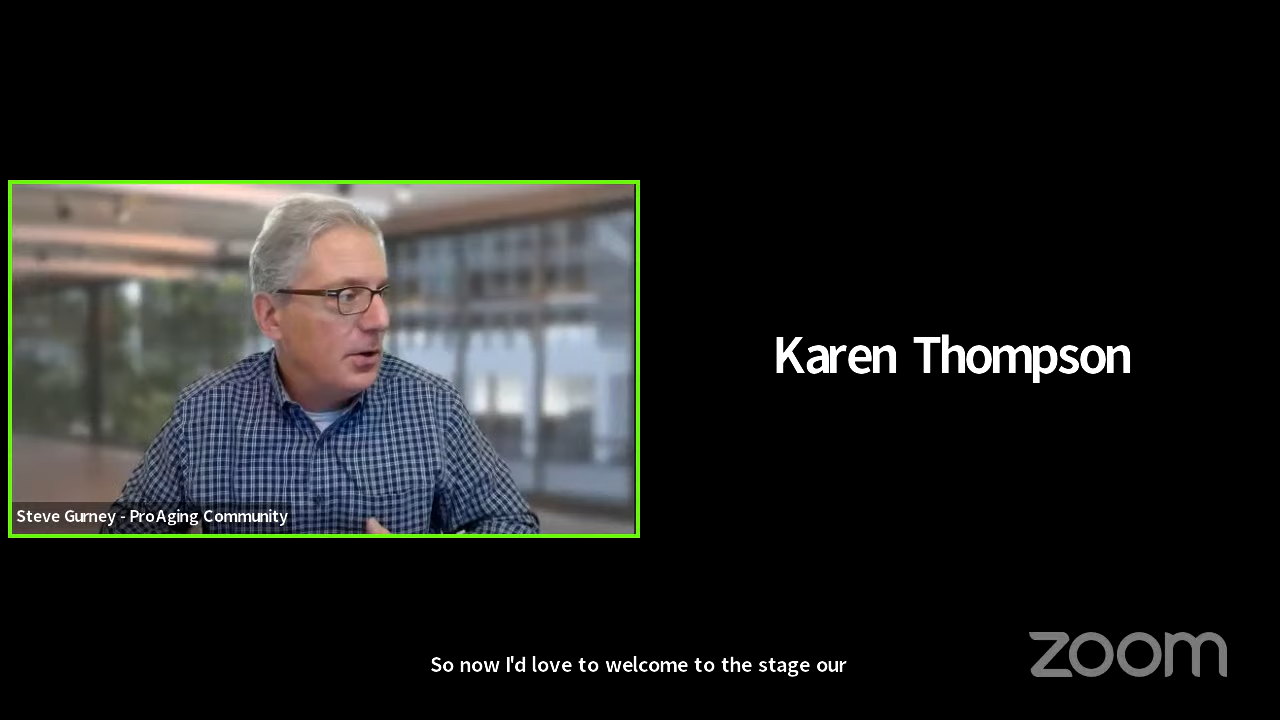 Karen Thompson
Steve Gurney - ProAging Community
So now I'd love to welcome to the stage our
zoom